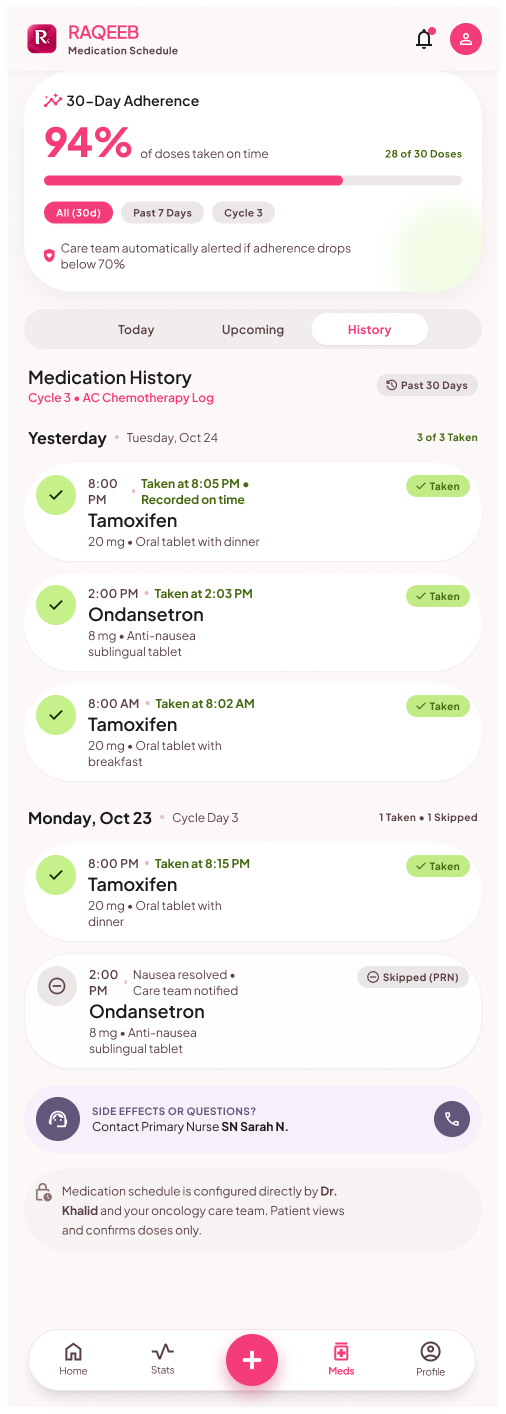 R
RAQEEB
Medication Schedule
30-Day Adherence
94% of doses taken on time
28 of 30 Doses
All (30d)
Past 7 Days
Cycle 3
Care team automatically alerted if adherence drops
below 70%
Today
Upcoming
History
Medication History
Cycle 3 • AC Chemotherapy Log
Past 30 Days
Yesterday • Tuesday, Oct 24
3 of 3 Taken
8:00
PM
• Taken at 8:05 PM •
Recorded on time
Taken
Tamoxifen
20 mg • Oral tablet with dinner
2:00 PM • Taken at 2:03 PM
Taken
Ondansetron
8 mg • Anti-nausea
sublingual tablet
8:00 AM • Taken at 8:02 AM
Taken
Tamoxifen
20 mg • Oral tablet with
breakfast
Monday, Oct 23 • Cycle Day 3
1 Taken • 1 Skipped
8:00 PM • Taken at 8:15 PM
Taken
Tamoxifen
20 mg • Oral tablet with
dinner
2:00
PM
• Nausea resolved •
Care team notified
Skipped (PRN)
Ondansetron
8 mg • Anti-nausea
sublingual tablet
SIDE EFFECTS OR QUESTIONS?
Contact Primary Nurse SN Sarah N.
Medication schedule is configured directly by Dr.
Khalid and your oncology care team. Patient views
and confirms doses only.
Home
Stats
Meds
Profile